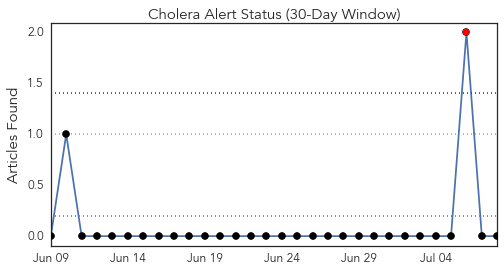 Cholera Alert Status (30-Day Window)
2.0
1.5
1.0
0.5
0.0
Articles Found
Jun 09 Jun 14 Jun 19 Jun 24 Jun 29 Jul 04